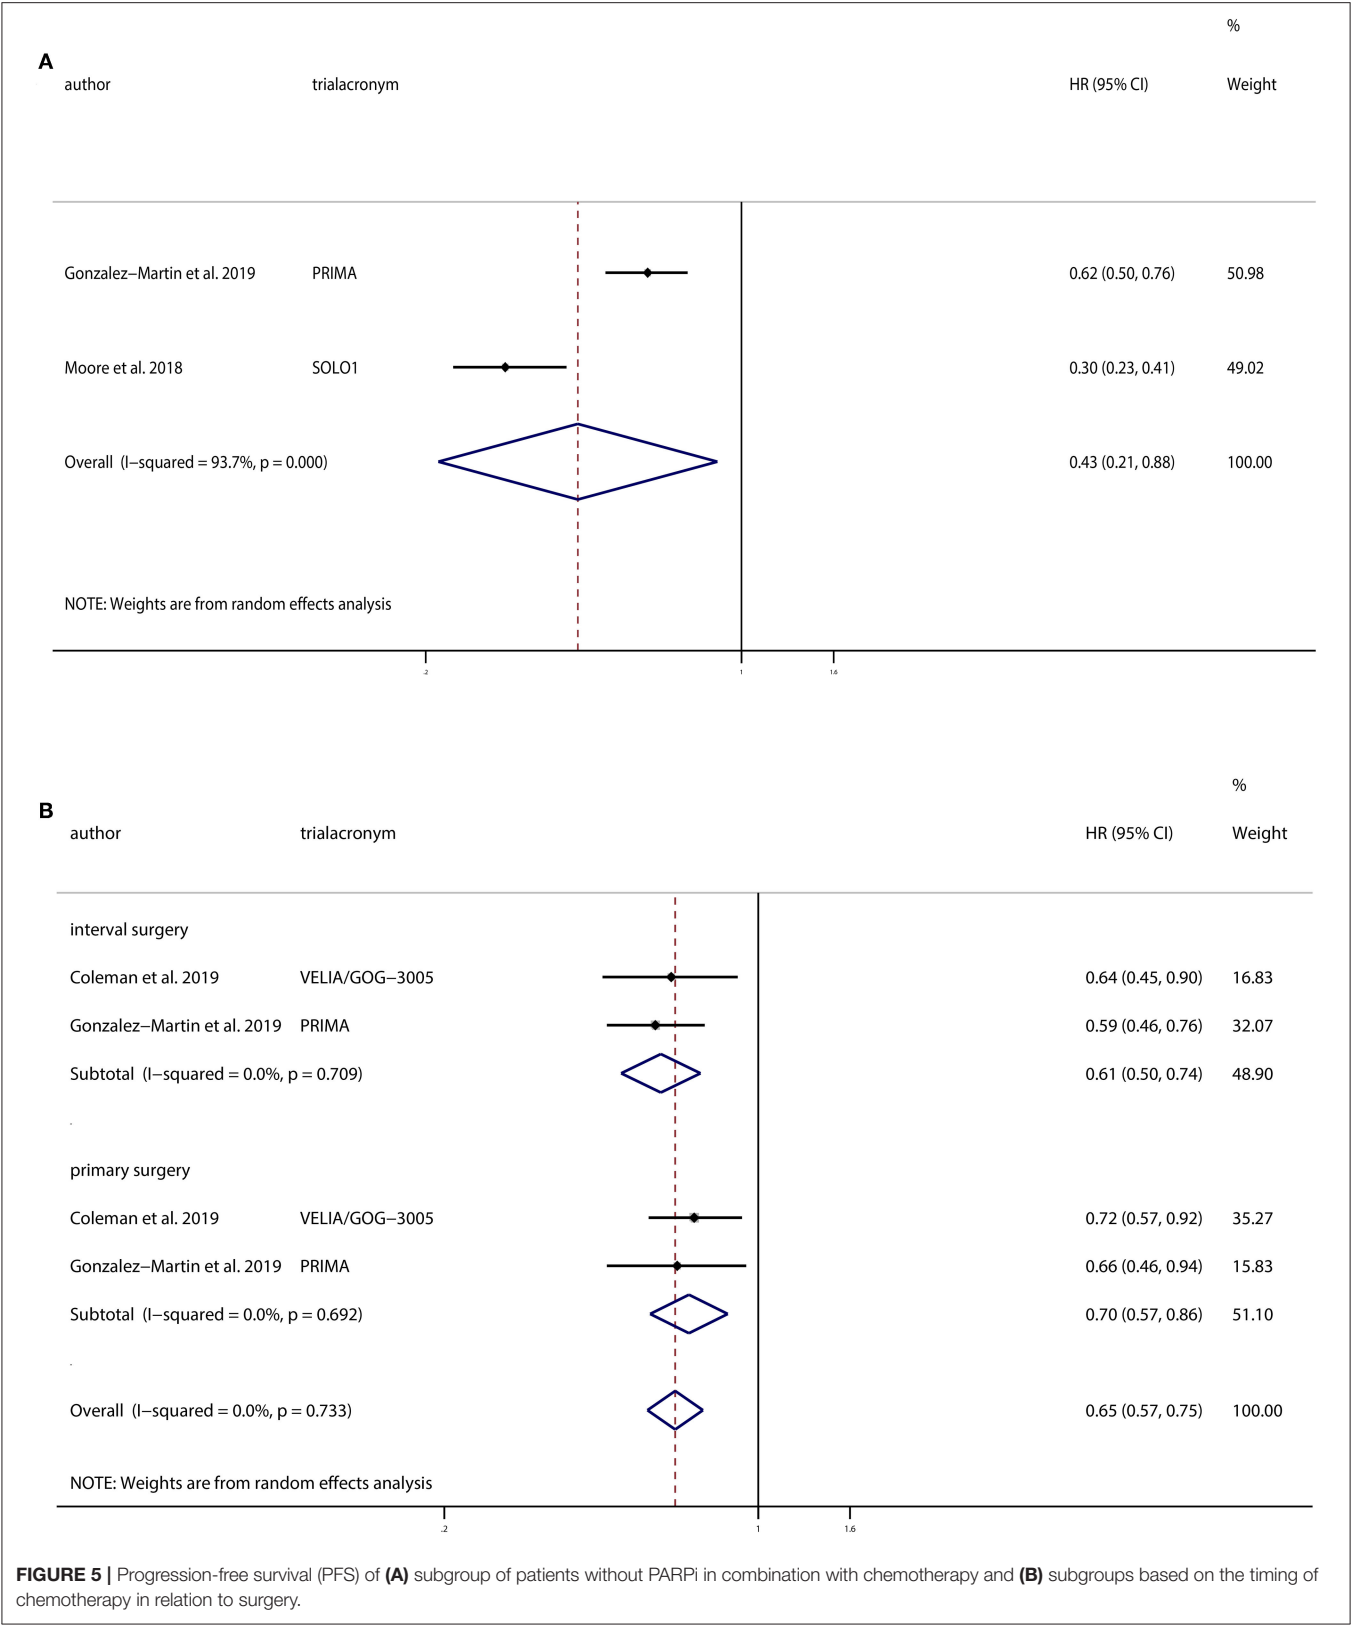 %
A
author trialacronym HR (95% CI) Weight
Gonzalez–Martin et al. 2019 PRIMA 0.62 (0.50, 0.76) 50.98
Moore et al. 2018 SOLO1 0.30 (0.23, 0.41) 49.02
Overall (I–squared = 93.7%, p = 0.000) 0.43 (0.21, 0.88) 100.00
NOTE: Weights are from random effects analysis
.2 1 1.6
%
B
author trialacronym HR (95% CI) Weight
interval surgery
Coleman et al. 2019 VELIA/GOG–3005 0.64 (0.45, 0.90) 16.83
Gonzalez–Martin et al. 2019 PRIMA 0.59 (0.46, 0.76) 32.07
Subtotal (I–squared = 0.0%, p = 0.709) 0.61 (0.50, 0.74) 48.90
.
primary surgery
Coleman et al. 2019 VELIA/GOG–3005 0.72 (0.57, 0.92) 35.27
Gonzalez–Martin et al. 2019 PRIMA 0.66 (0.46, 0.94) 15.83
Subtotal (I–squared = 0.0%, p = 0.692) 0.70 (0.57, 0.86) 51.10
.
Overall (I–squared = 0.0%, p = 0.733) 0.65 (0.57, 0.75) 100.00
NOTE: Weights are from random effects analysis
.2 1 1.6
FIGURE 5 | Progression-free survival (PFS) of (A) subgroup of patients without PARPi in combination with chemotherapy and (B) subgroups based on the timing of
chemotherapy in relation to surgery.